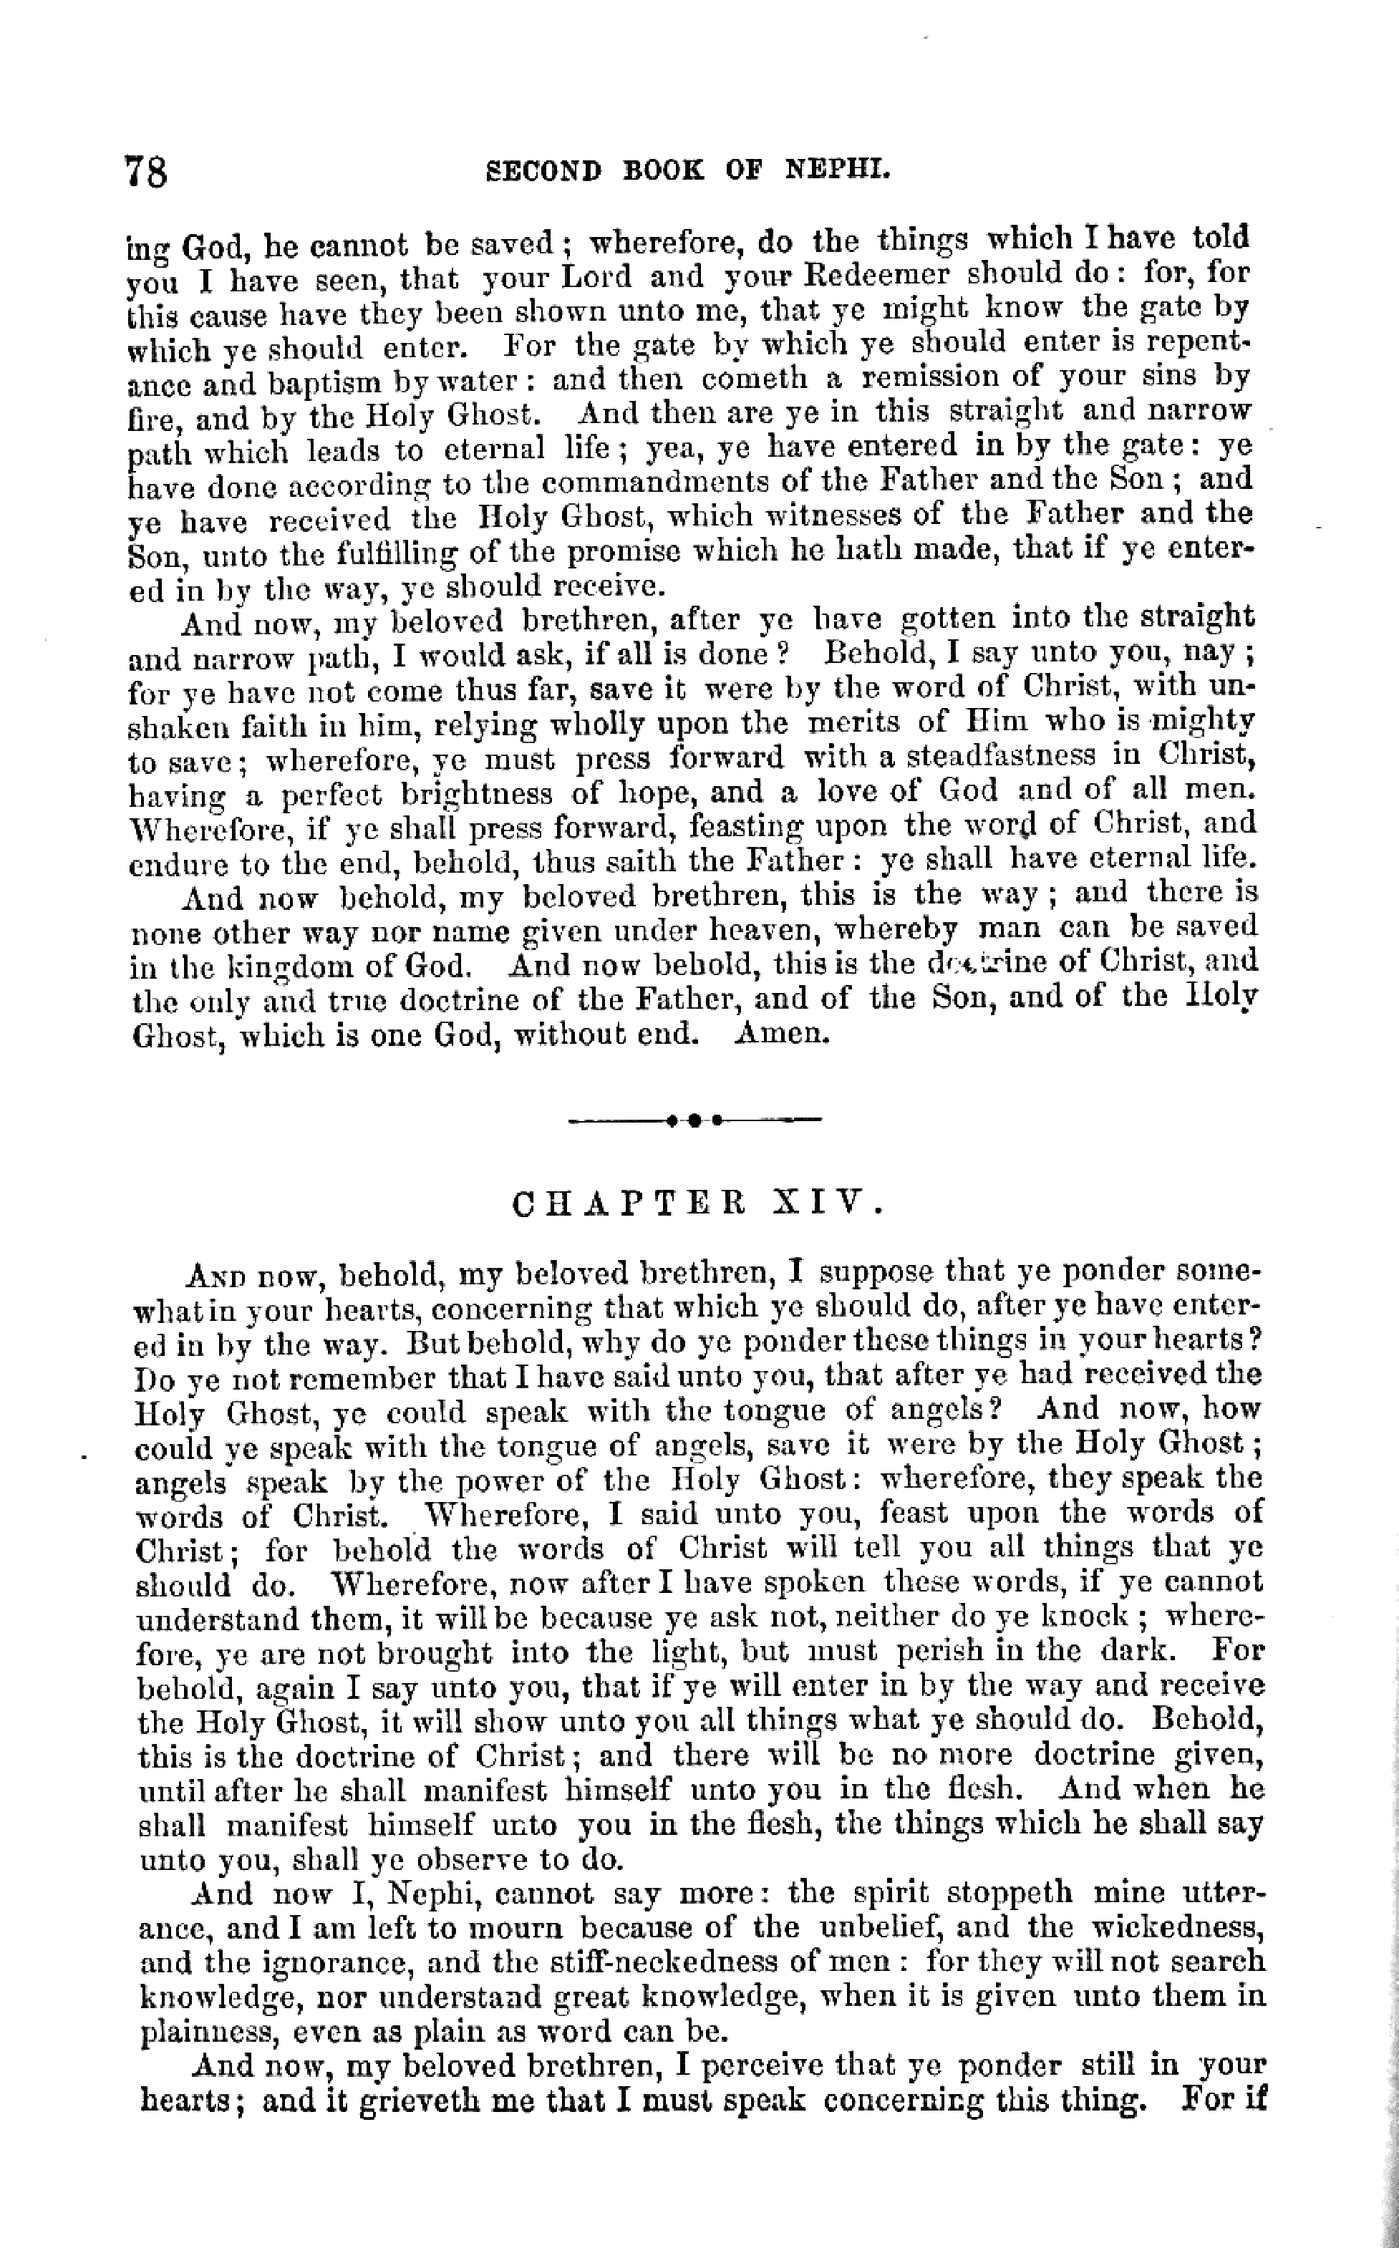 78 SECOND BOOK OF NEPHI.
ing God, he cannot be saved; wherefore, do the things which I have told
you I have seen, that your Lord and your Redeemer should do: for, for
this cause have they been shown unto me, that ye might know the gate by
which ye should enter. For the gate by which ye should enter is repent-
ance and baptism by water: and then cometh a remission of your sins by
fire, and by the Holy Ghost. And then are ye in this straight and narrow
path which leads to eternal life; yea, ye have entered in by the gate: ye
have done according to the commandments of the Father and the Son; and
ye have received the Holy Ghost, which witnesses of the Father and the
Son, unto the fulfilling of the promise which he hath made, that if ye enter-
ed in by the way, ye should receive.
And now, my beloved brethren, after ye have gotten into the straight
and narrow path, I would ask, if all is done? Behold, I say unto you, nay;
for ye have not come thus far, save it were by the word of Christ, with un-
shaken faith in him, relying wholly upon the merits of Him who is mighty
to save; wherefore, ye must press forward with a steadfastness in Christ,
having a perfect brightness of hope, and a love of God and of all men.
Wherefore, if ye shall press forward, feasting upon the word of Christ, and
endure to the end, behold, thus saith the Father: ye shall have eternal life.
And now behold, my beloved brethren, this is the way; and there is
none other way nor name given under heaven, whereby man can be saved
in the kingdom of God. And now behold, this is the doctrine of Christ, and
the only and true doctrine of the Father, and of the Son, and of the Holy
Ghost, which is one God, without end. Amen.
CHAPTER XIV.
AND now, behold, my beloved brethren, I suppose that ye ponder some-
what in your hearts, concerning that which ye should do, after ye have enter-
ed in by the way. But behold, why do ye ponder these things in your hearts?
Do ye not remember that I have said unto you, that after ye had received the
Holy Ghost, ye could speak with the tongue of angels? And now, how
could ye speak with the tongue of angels, save it were by the Holy Ghost;
angels speak by the power of the Holy Ghost: wherefore, they speak the
words of Christ. Wherefore, I said unto you, feast upon the words of
Christ; for behold the words of Christ will tell you all things that ye
should do. Wherefore, now after I have spoken these words, if ye cannot
understand them, it will be because ye ask not, neither do ye knock; where-
fore, ye are not brought into the light, but must perish in the dark. For
behold, again I say unto you, that if ye will enter in by the way and receive
the Holy Ghost, it will show unto you all things what ye should do. Behold,
this is the doctrine of Christ; and there will be no more doctrine given,
until after he shall manifest himself unto you in the flesh. And when he
shall manifest himself unto you in the flesh, the things which he shall say
unto you, shall ye observe to do.
And now I, Nephi, cannot say more: the spirit stoppeth mine utter-
ance, and I am left to mourn because of the unbelief, and the wickedness,
and the ignorance, and the stiff-neckedness of men: for they will not search
knowledge, nor understand great knowledge, when it is given unto them in
plainness, even as plain as word can be.
And now, my beloved brethren, I perceive that ye ponder still in your
hearts; and it grieveth me that I must speak concerning this thing. For if